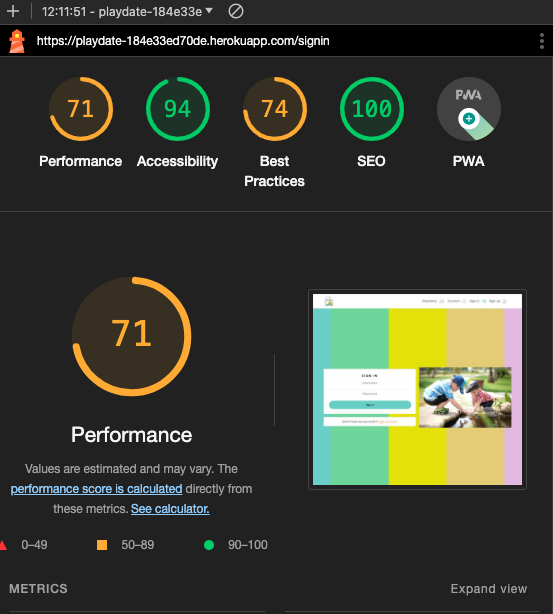 12:11:51 - playdate-184e33e
https://playdate-184e33ed70de.herokuapp.com/signin
71
94
74
100
PWA
Performance
Accessibility
Best
Practices
SEO
PWA
71
Performance
Values are estimated and may vary. The
performance score is calculated directly from
these metrics. See calculator.
0–49
50–89
90–100
SIGN IN
METRICS
Expand view